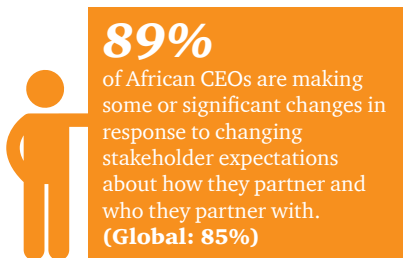 89%
of African CEOs are making
some or significant changes in
response to changing
stakeholder expectations
about how they partner and
who they partner with.
(Global: 85%)